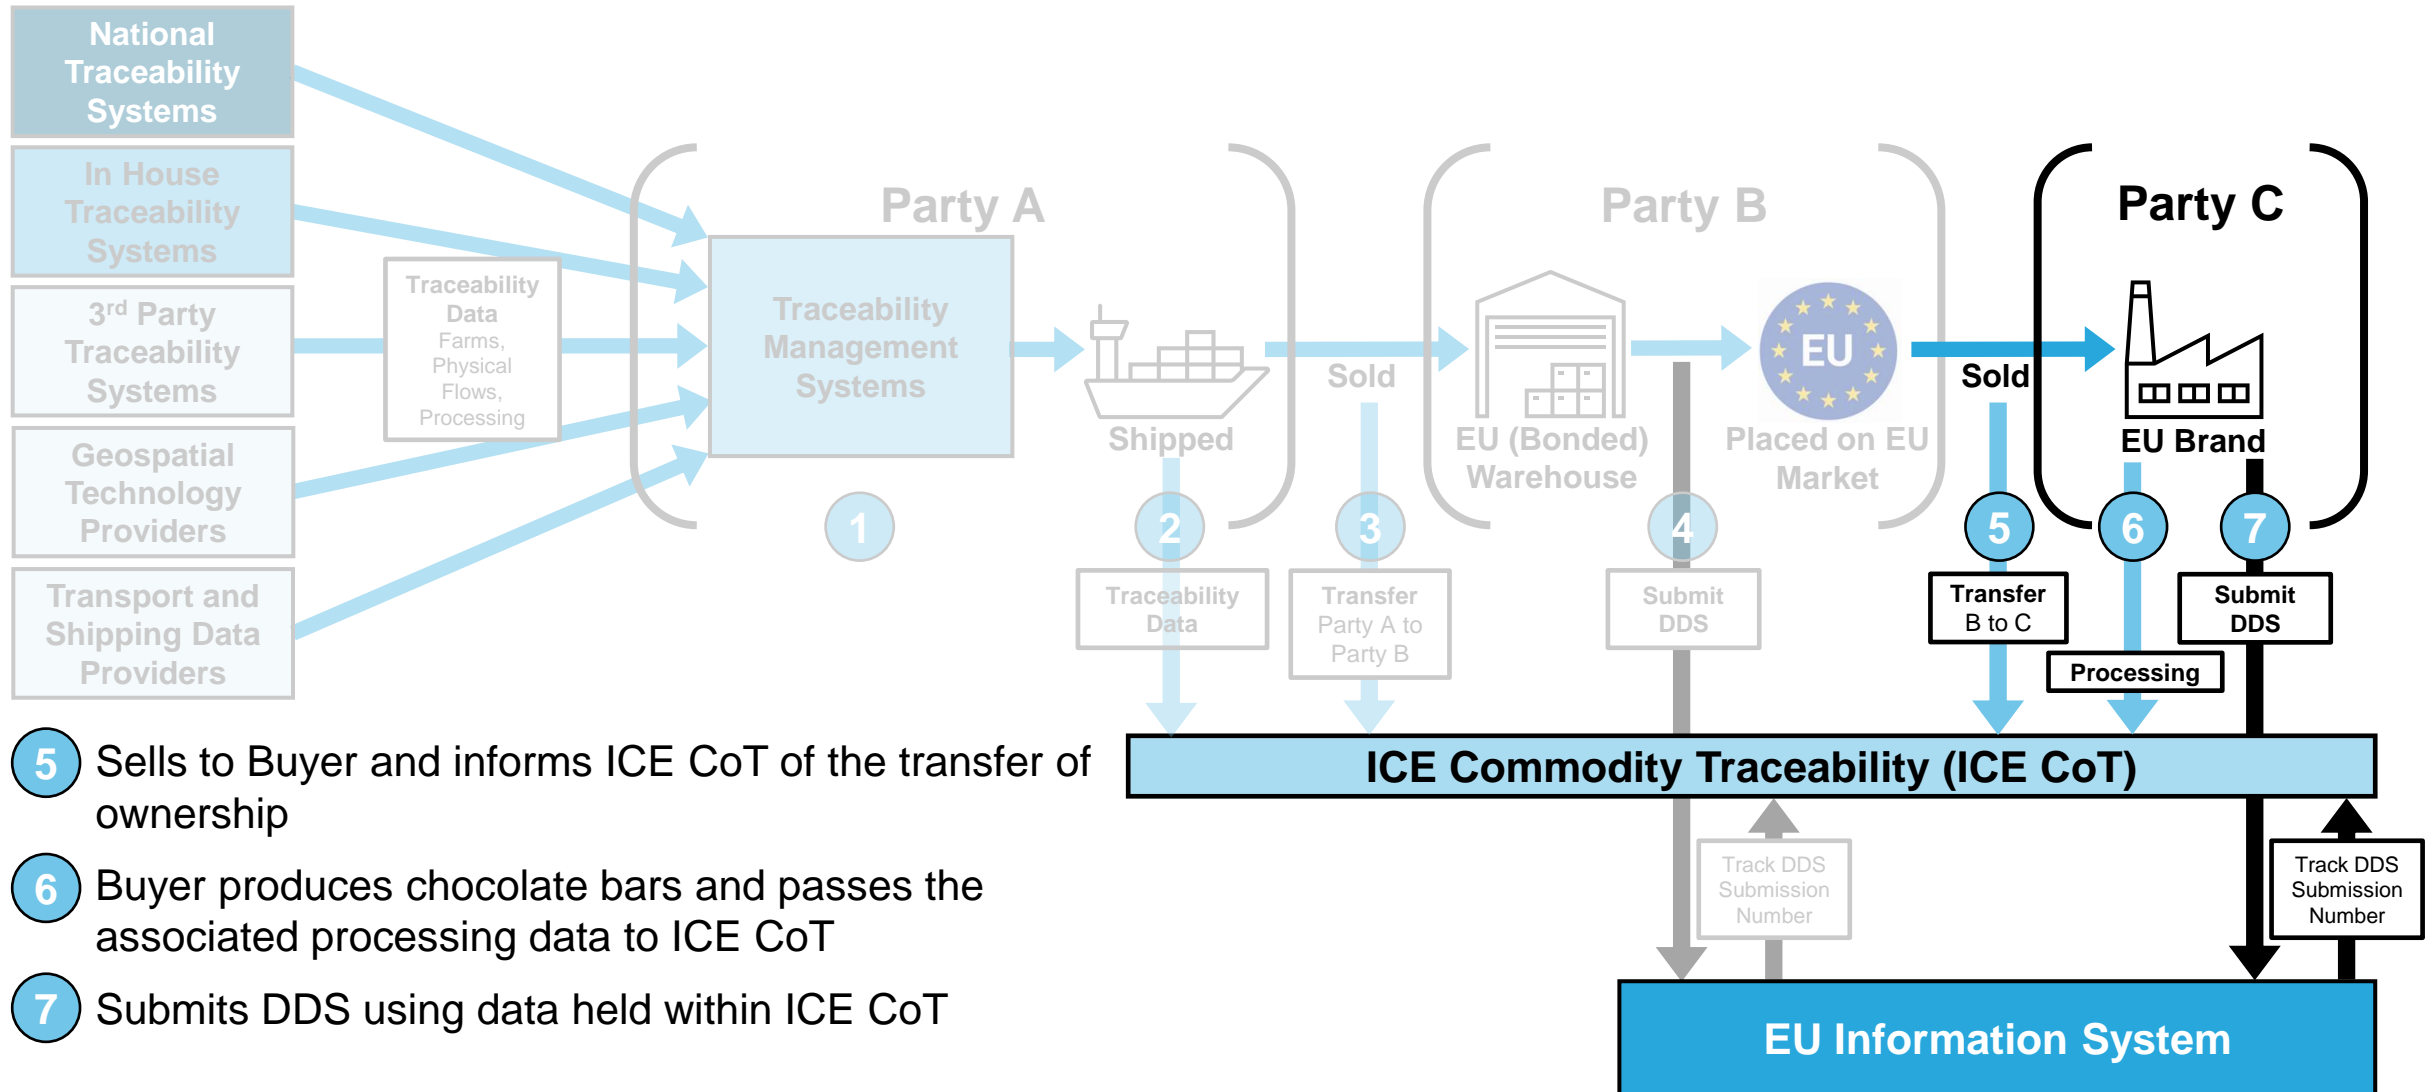 National
Traceability
Systems
In House
Traceability
Systems
3rd Party
Traceability
Systems
Geospatial
Technology
Providers
Transport and
Shipping Data
Providers
Traceability
Data
Farms,
Physical
Flows,
Processing
Party A
Traceability
Management
Systems
Shipped
1
2
Traceability
Data
Sold
3
Transfer
Party A to
Party B
Party B
EU (Bonded)
Warehouse
EU
Placed on EU
Market
4
Submit
DDS
Sold
5
Transfer
B to C
Party C
EU Brand
6
Processing
7
Submit
DDS
ICE Commodity Traceability (ICE CoT)
Track DDS
Submission
Number
Track DDS
Submission
Number
EU Information System
5 Sells to Buyer and informs ICE CoT of the transfer of
ownership
6 Buyer produces chocolate bars and passes the
associated processing data to ICE CoT
7 Submits DDS using data held within ICE CoT